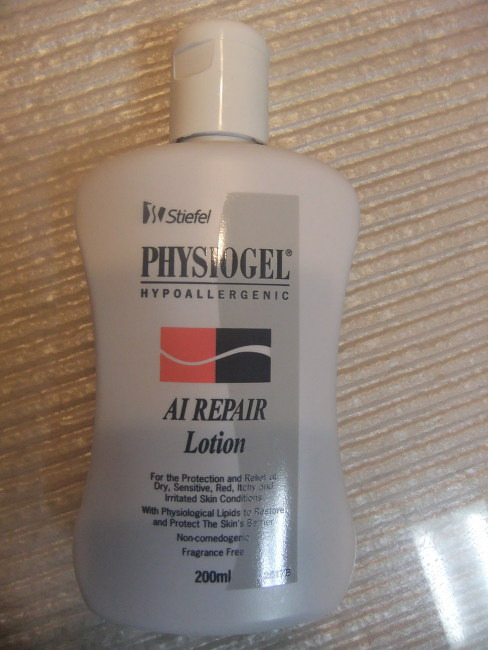 Stiefel
PHYSIOGEL®
HYPOALLERGENIC
AI REPAIR
Lotion
For the Protection and Relief of
Dry, Sensitive, Red, Itchy and
Irritated Skin Conditions.
With Physiological Lipids to Restore
and Protect The Skin's Barrier
Non-comedogenic
Fragrance Free
200ml